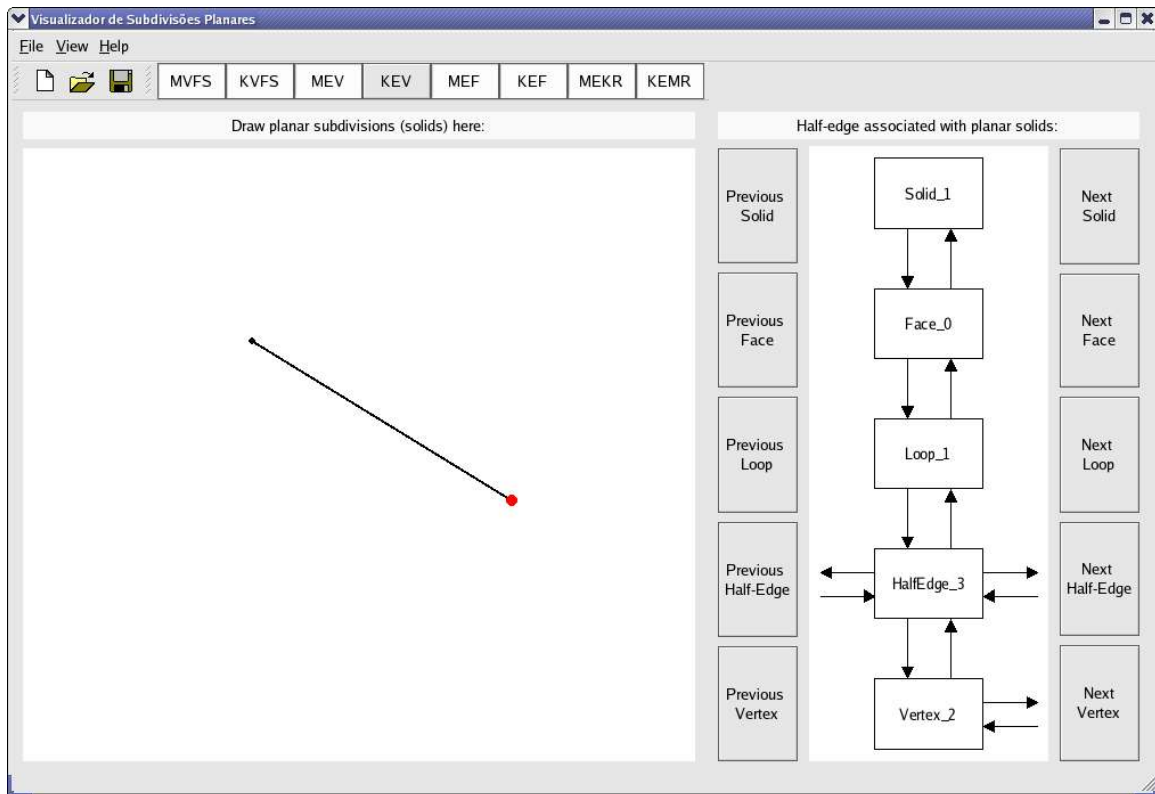 Visualizador de Subdivisões Planares
File View Help
MVFS KVFS MEV KEV MEF KEF MEKR KEMR
Draw planar subdivisions (solids) here:
Half-edge associated with planar solids:
Previous
Solid
Solid_1
Next
Solid
Previous
Face
Face_0
Next
Face
Previous
Loop
Loop_1
Next
Loop
Previous
Half-Edge
HalfEdge_3
Next
Half-Edge
Previous
Vertex
Vertex_2
Next
Vertex